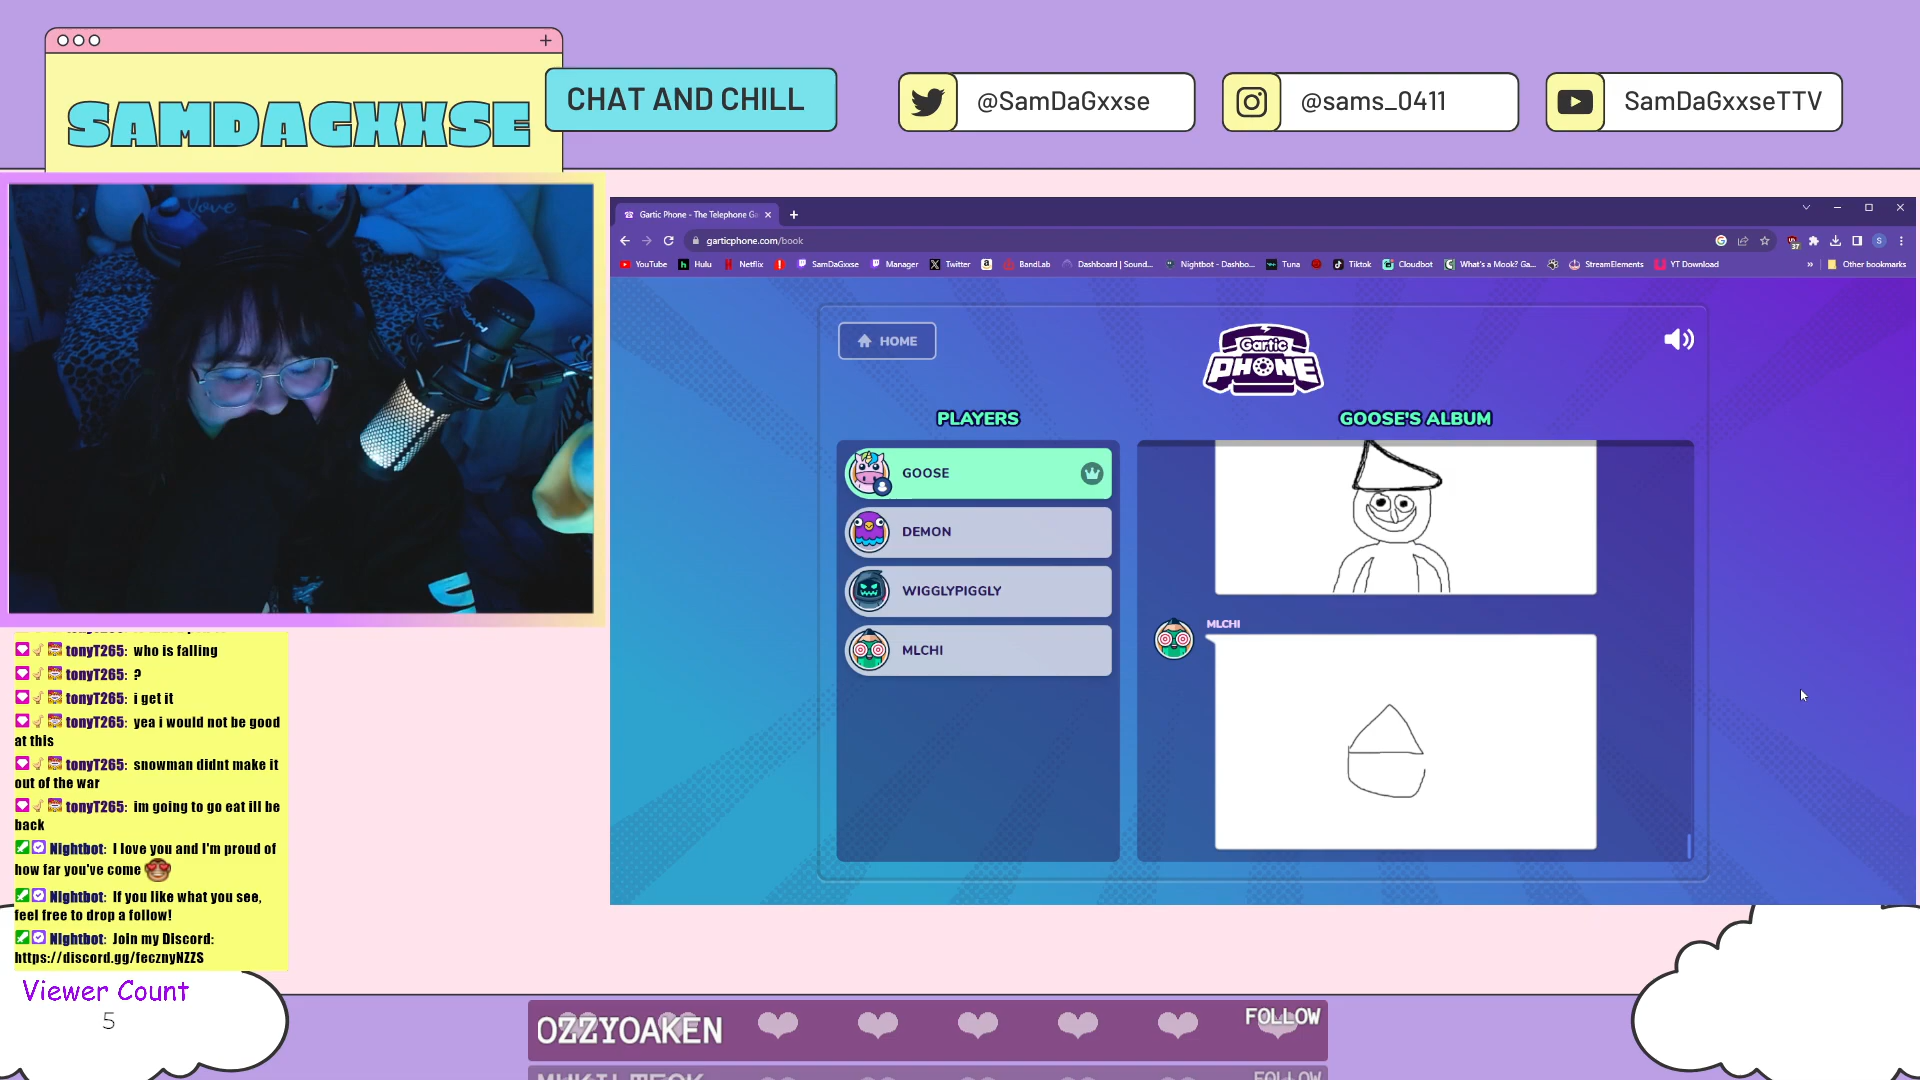 SAMDAGXXSE
CHAT AND CHILL
@SamDaGxxse
@sams_0411
SamDaGxxseTTV
love
Gartic Phone - The Telephone Ga
garticphone.com/book
37
S
YouTube
Hulu
Netflix
SamDaGxxse
Manager
Twitter
BandLab
Dashboard | Sound...
Nightbot - Dashbo...
Tuna
Tiktok
Cloudbot
What's a Mook? Ga...
StreamElements
YT Download
»
Other bookmarks
HOME
Gartic
PHONE
PLAYERS
GOOSE'S ALBUM
GOOSE
DEMON
WIGGLYPIGGLY
MLCHI
MLCHI
tonyT265: who is falling
tonyT265: ?
tonyT265: i get it
tonyT265: yea i would not be good
at this
tonyT265: snowman didnt make it
out of the war
tonyT265: im going to go eat ill be
back
Nightbot: I love you and I'm proud of
how far you've come
Nightbot: If you like what you see,
feel free to drop a follow!
Nightbot: Join my Discord:
https://discord.gg/fecznyNZZS
Viewer Count
5
OZZYOAKEN
FOLLOW
FOLLOW